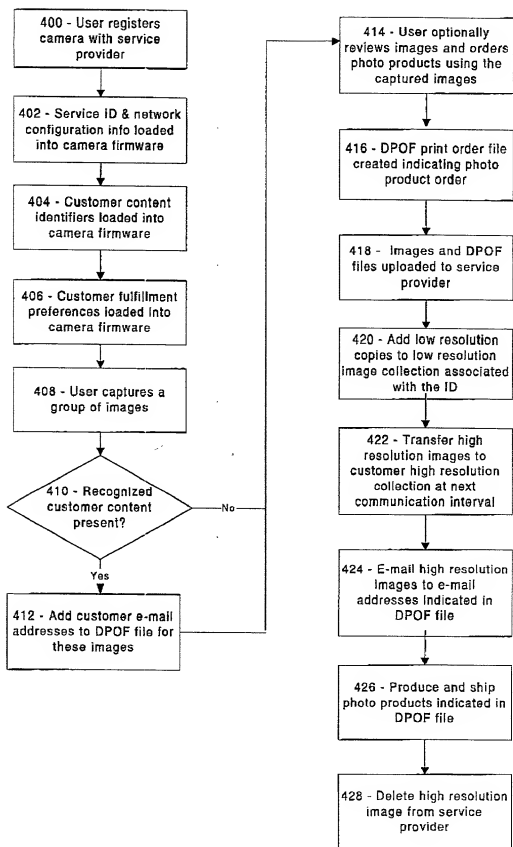 400 - User registers
camera with service
provider
402 - Service ID & network
configuration info loaded
into camera firmware
404 - Customer content
identifiers loaded into
camera firmware
406 - Customer fulfillment
preferences loaded into
camera firmware
408 - User captures a
group of images
410 - Recognized
customer content
present?
No
Yes
412 - Add customer e-mail
addresses to DPOF file for
these images
414 - User optionally
reviews images and orders
photo products using the
captured images
416 - DPOF print order file
created indicating photo
product order
418 - Images and DPOF
files uploaded to service
provider
420 - Add low resolution
copies to low resolution
image collection associated
with the ID
422 - Transfer high
resolution images to
customer high resolution
collection at next
communication interval
424 - E-mail high resolution
images to e-mail
addresses indicated in
DPOF file
426 - Produce and ship
photo products indicated in
DPOF file
428 - Delete high resolution
image from service
provider